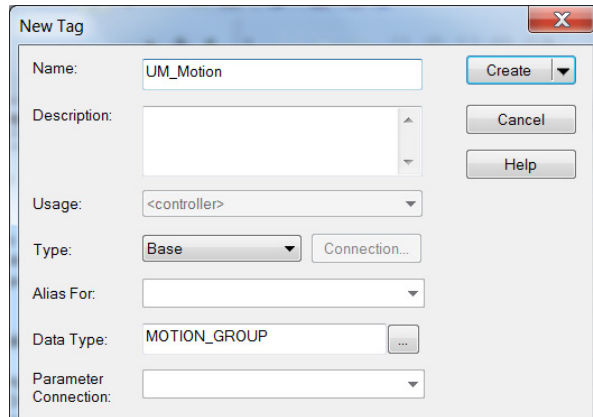 New Tag
Name: UM_Motion Create
Description: Cancel
Help
Usage: <controller>
Type: Base Connection...
Alias For:
Data Type: MOTION_GROUP ...
Parameter
Connection: